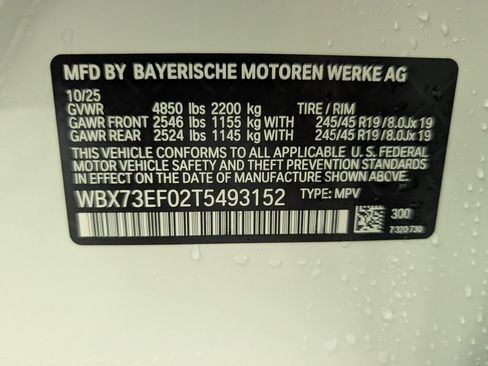 MFD BY BAYERISCHE MOTOREN WERKE AG
10/25
GVWR 4850 lbs 2200 kg TIRE / RIM
GAWR FRONT 2546 lbs 1155 kg WITH 245/45 R19 / 8.0Jx 19
GAWR REAR 2524 lbs 1145 kg WITH 245/45 R19 / 8.0Jx 19
THIS VEHICLE CONFORMS TO ALL APPLICABLE U.S. FEDERAL
MOTOR VEHICLE SAFETY, BUMPER, AND THEFT PREVENTION
STANDARDS IN EFFECT ON THE DATE OF MANUFACTURE SHOWN ABOVE.
WBX73EF02T5493152 TYPE: MPV
300
7 320 730